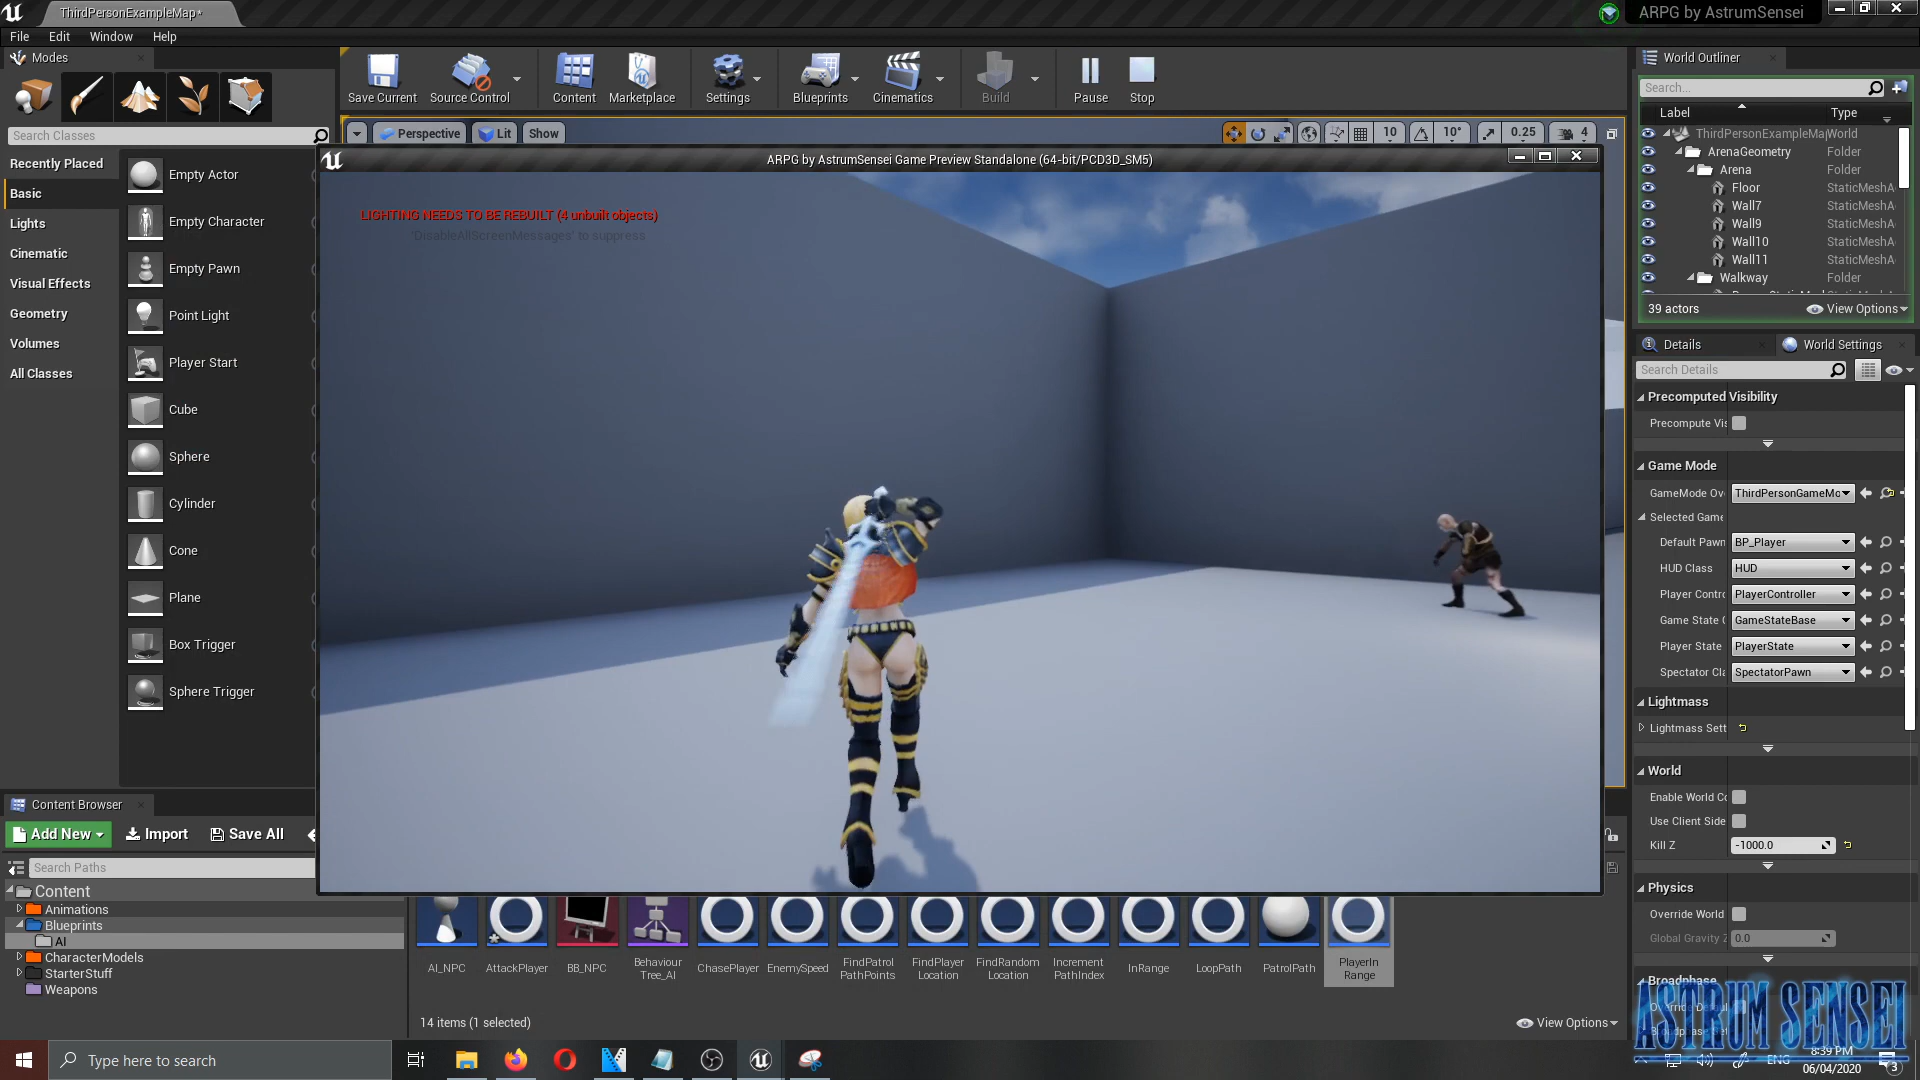 ThirdPersonExampleMap*
ARPG by AstrumSensei
File Edit Window Help
Modes
Search Classes
Recently Placed
Basic
Lights
Cinematic
Visual Effects
Geometry
Volumes
All Classes
Empty Actor
Empty Character
Empty Pawn
Point Light
Player Start
Cube
Sphere
Cylinder
Cone
Plane
Box Trigger
Sphere Trigger
Save Current
Source Control
Content
Marketplace
Settings
Blueprints
Cinematics
Build
Pause
Stop
Perspective Lit Show
10 10° 0.25 4
ARPG by AstrumSensei Game Preview Standalone (64-bit/PCD3D_SM5)
LIGHTING NEEDS TO BE REBUILT (4 unbuilt objects)
'DisableAllScreenMessages' to suppress
World Outliner
Search...
Label Type
ThirdPersonExampleMap World
ArenaGeometry Folder
Arena Folder
Floor StaticMeshA
Wall7 StaticMeshA
Wall9 StaticMeshA
Wall10 StaticMeshA
Wall11 StaticMeshA
Walkway Folder
39 actors View Options
Details World Settings
Search Details
Precomputed Visibility
Precompute Vis
Game Mode
GameMode Ov ThirdPersonGameMo
Selected Game
Default Pawn BP_Player
HUD Class HUD
Player Contro PlayerController
Game State C GameStateBase
Player State PlayerState
Spectator Cla SpectatorPawn
Lightmass
Lightmass Sett
World
Enable World Co
Use Client Side
Kill Z -1000.0
Physics
Override World
Global Gravity Z 0.0
Broadphase
ASTRUM SENSEI
Content Browser
Add New Import Save All
Search Paths
Content
Animations
Blueprints
AI
CharacterModels
StarterStuff
Weapons
AI_NPC
AttackPlayer
BB_NPC
Behaviour
Tree_AI
ChasePlayer
EnemySpeed
FindPatrol
PathPoints
FindPlayer
Location
FindRandom
Location
Increment
PathIndex
InRange
LoopPath
PatrolPath
PlayerIn
Range
14 items (1 selected) View Options
Type here to search
ENG
8:39 PM
06/04/2020
3